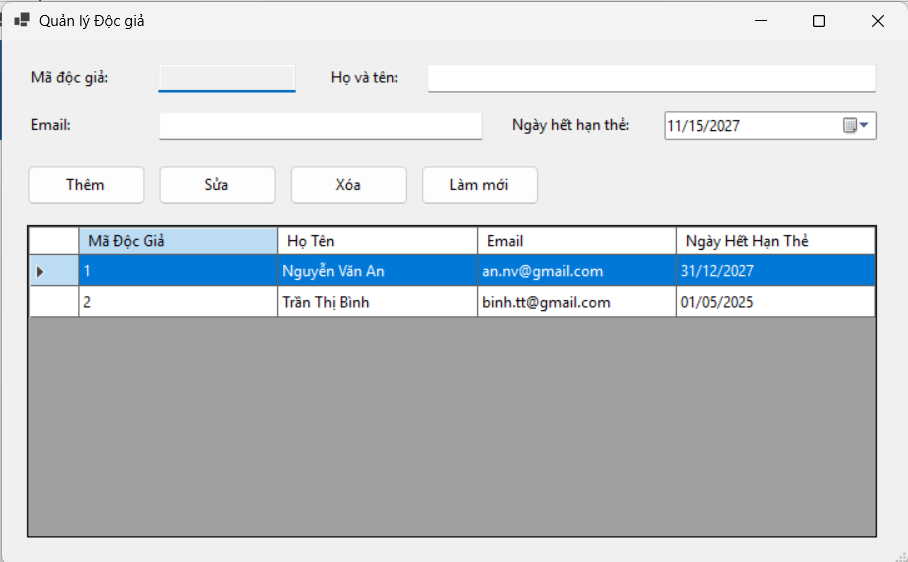 Quản lý Độc giả
Mã độc giả: Họ và tên:
Email: Ngày hết hạn thẻ: 11/15/2027
Thêm Sửa Xóa Làm mới
Mã Độc Giả Họ Tên Email Ngày Hết Hạn Thẻ
1 Nguyễn Văn An an.nv@gmail.com 31/12/2027
2 Trần Thị Bình binh.tt@gmail.com 01/05/2025